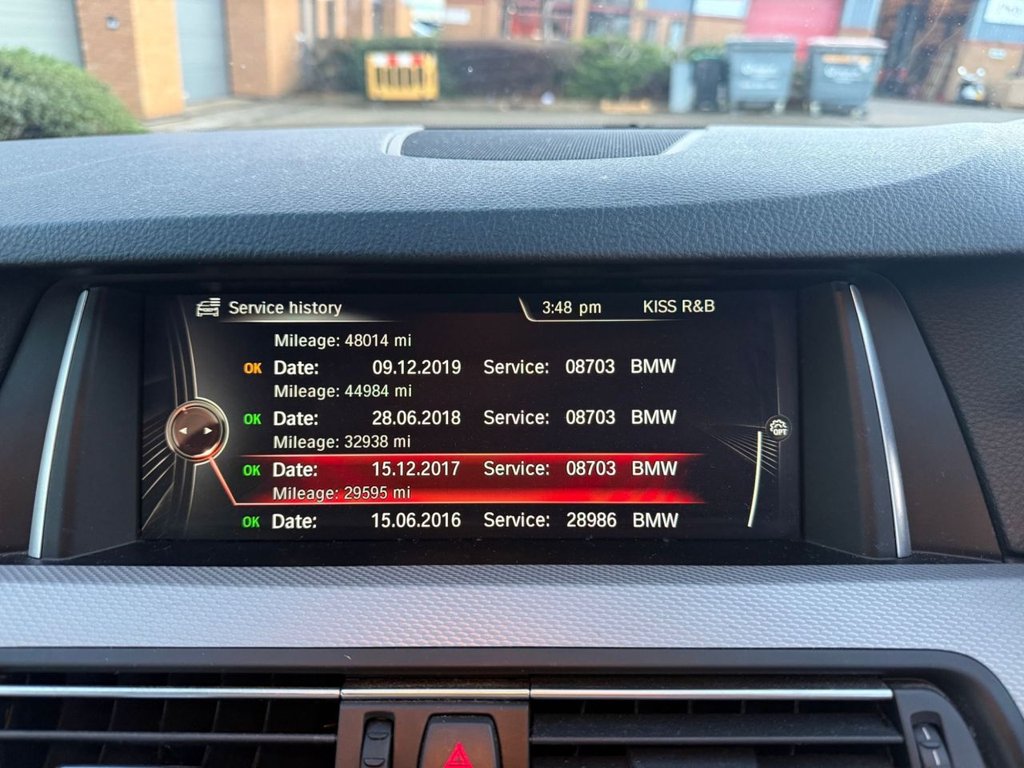 Service history 3:48 pm KISS R&B
Mileage: 48014 mi
OK Date: 09.12.2019 Service: 08703 BMW
Mileage: 44984 mi
OK Date: 28.06.2018 Service: 08703 BMW
Mileage: 32938 mi
OK Date: 15.12.2017 Service: 08703 BMW
Mileage: 29595 mi
OK Date: 15.06.2016 Service: 28986 BMW
OPT